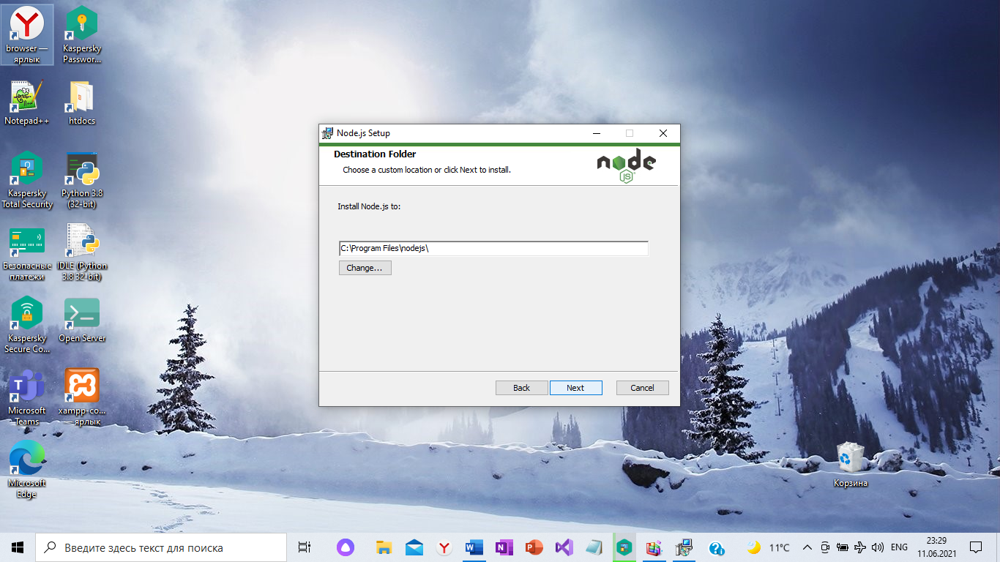 browser —
ярлык
Kaspersky
Passwor...
Notepad++
htdocs
Kaspersky
Total Security
Python 3.8
(32-bit)
Безопасные
платежи
IDLE (Python
3.8 32-bit)
Kaspersky
Secure Co...
Open Server
Microsoft
Teams
xampp-co...
— ярлык
Microsoft
Edge
Node.js Setup
Destination Folder
Choose a custom location or click Next to install.
node
JS
Install Node.js to:
C:\Program Files\nodejs\
Change...
Back
Next
Cancel
Корзина
Введите здесь текст для поиска
11°C
ENG
23:29
11.06.2021